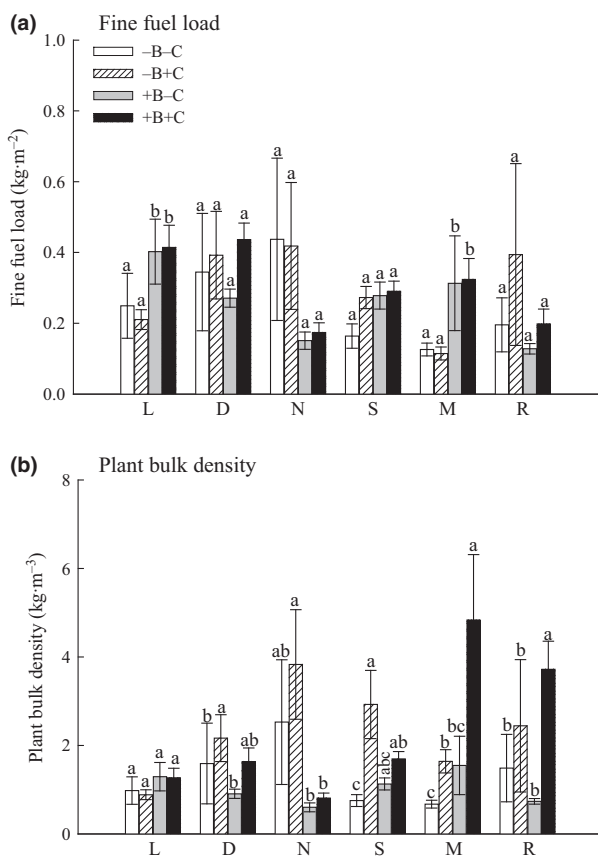 (a) Fine fuel load
–B–C
–B+C
+B–C
+B+C
Fine fuel load (kg·m⁻²)
1.0
0.8
0.6
0.4
0.2
0.0
a a b b
a a a a
a a a a
a a a a
a a b b
a a a a
L D N S M R
(b) Plant bulk density
Plant bulk density (kg·m⁻³)
8
6
4
2
0
a a a a
b a b ab
ab a b b
c a abc ab
c b bc a
b b b a
L D N S M R